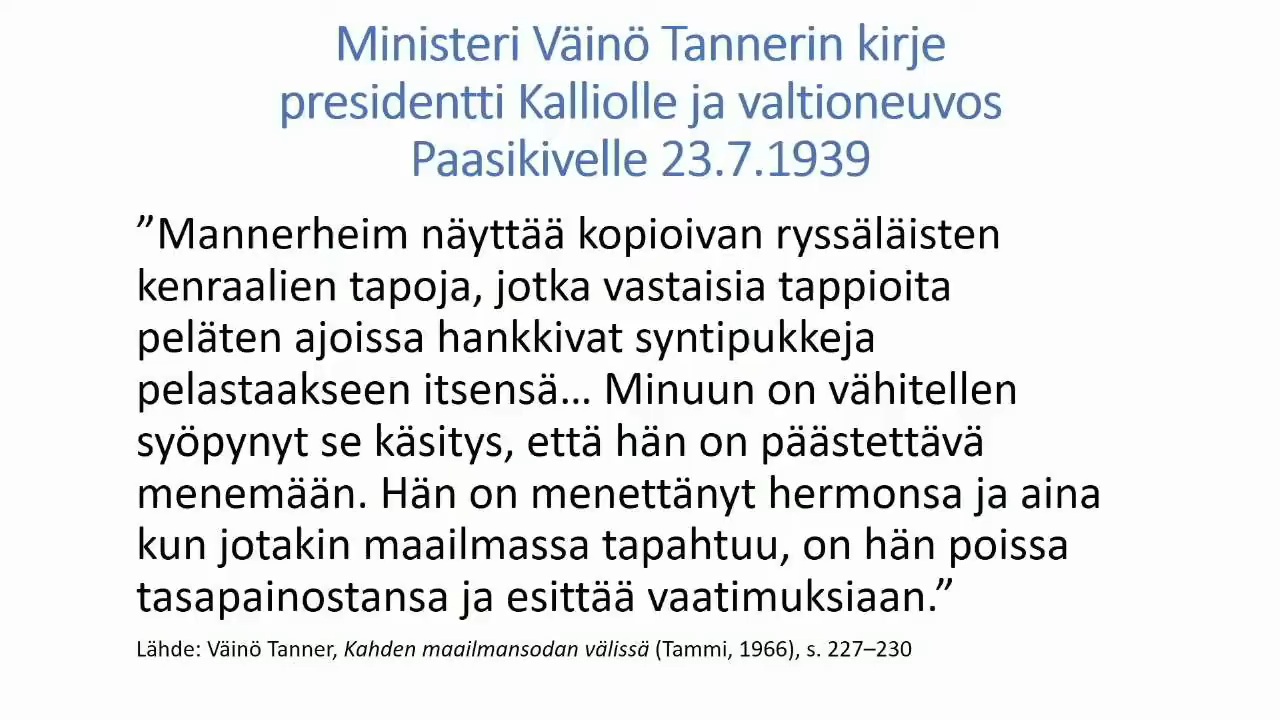 Ministeri Väinö Tannerin kirje
presidentti Kalliolle ja valtioneuvos
Paasikivelle 23.7.1939
”Mannerheim näyttää kopioivan ryssäläisten
kenraalien tapoja, jotka vastaisia tappioita
peläten ajoissa hankkivat syntipukkeja
pelastaakseen itsensä… Minuun on vähitellen
syöpynyt se käsitys, että hän on päästettävä
menemään. Hän on menettänyt hermonsa ja aina
kun jotakin maailmassa tapahtuu, on hän poissa
tasapainostansa ja esittää vaatimuksiaan.”
Lähde: Väinö Tanner, Kahden maailmansodan välissä (Tammi, 1966), s. 227–230